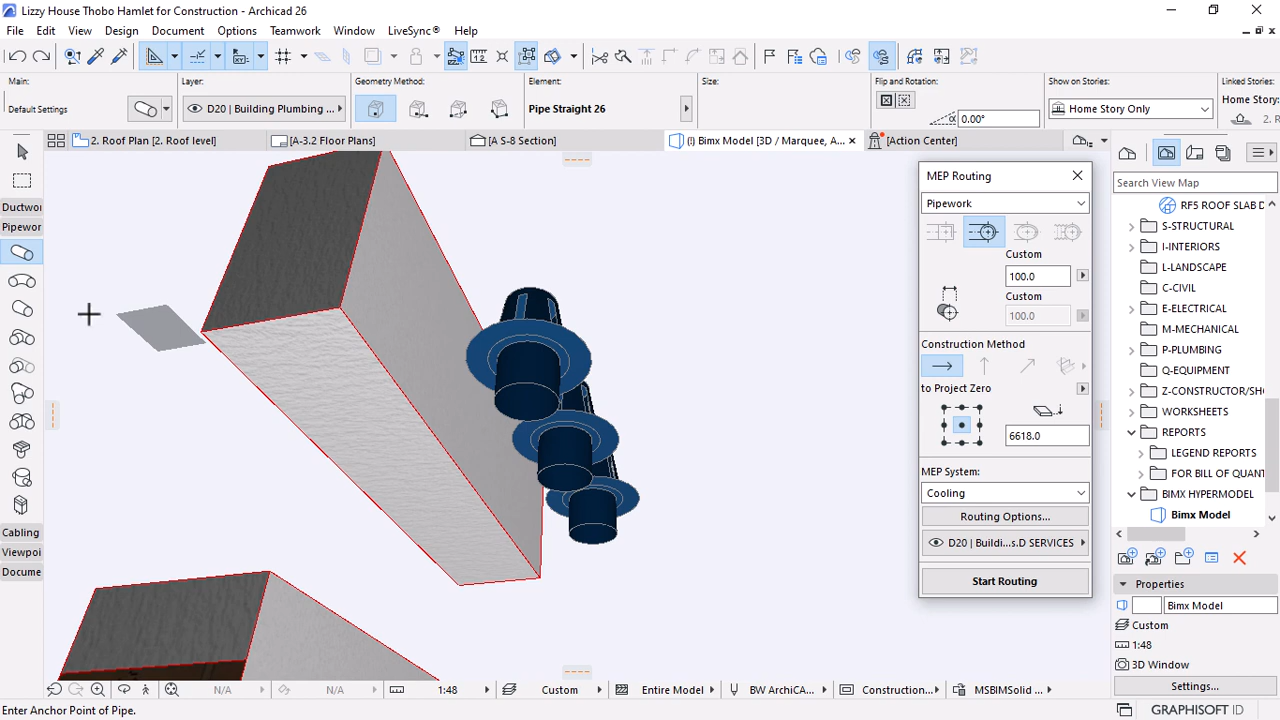 Lizzy House Thobo Hamlet for Construction - Archicad 26
File Edit View Design Document Options Teamwork Window LiveSync® Help
Main:
Layer:
Geometry Method:
Element:
Size:
Flip and Rotation:
Show on Stories:
Linked Stories:
Default Settings
D20 | Building Plumbing ...
Pipe Straight 26
0.00°
Home Story Only
Home Story...
2. R
2. Roof Plan [2. Roof level]
[A-3.2 Floor Plans]
[A S-8 Section]
(!) Bimx Model [3D / Marquee, A...
[Action Center]
Ductwo
Pipewor
Cabling
Viewpoi
Docume
MEP Routing
Pipework
Custom
100.0
Custom
100.0
Construction Method
to Project Zero
6618.0
MEP System:
Cooling
Routing Options...
D20 | Buildi...s.D SERVICES
Start Routing
Search View Map
RF5 ROOF SLAB D
S-STRUCTURAL
I-INTERIORS
L-LANDSCAPE
C-CIVIL
E-ELECTRICAL
M-MECHANICAL
P-PLUMBING
Q-EQUIPMENT
Z-CONSTRUCTOR/SH
WORKSHEETS
REPORTS
LEGEND REPORTS
FOR BILL OF QUANT
BIMX HYPERMODEL
Bimx Model
Properties
Bimx Model
Custom
1:48
3D Window
Settings...
N/A
N/A
1:48
Custom
Entire Model
BW ArchiCA...
Construction...
MSBIMSolid ...
Enter Anchor Point of Pipe.
GRAPHISOFT ID